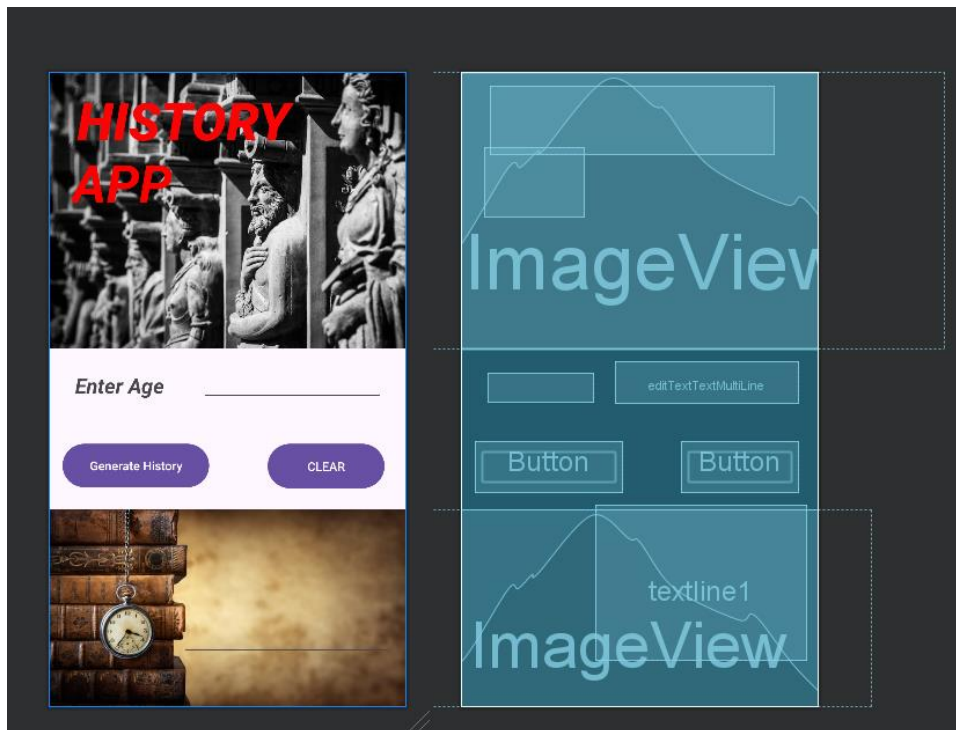 HISTORY
APP
Enter Age
Generate History
CLEAR
ImageView
editTextTextMultiLine
Button
Button
textline1
ImageView